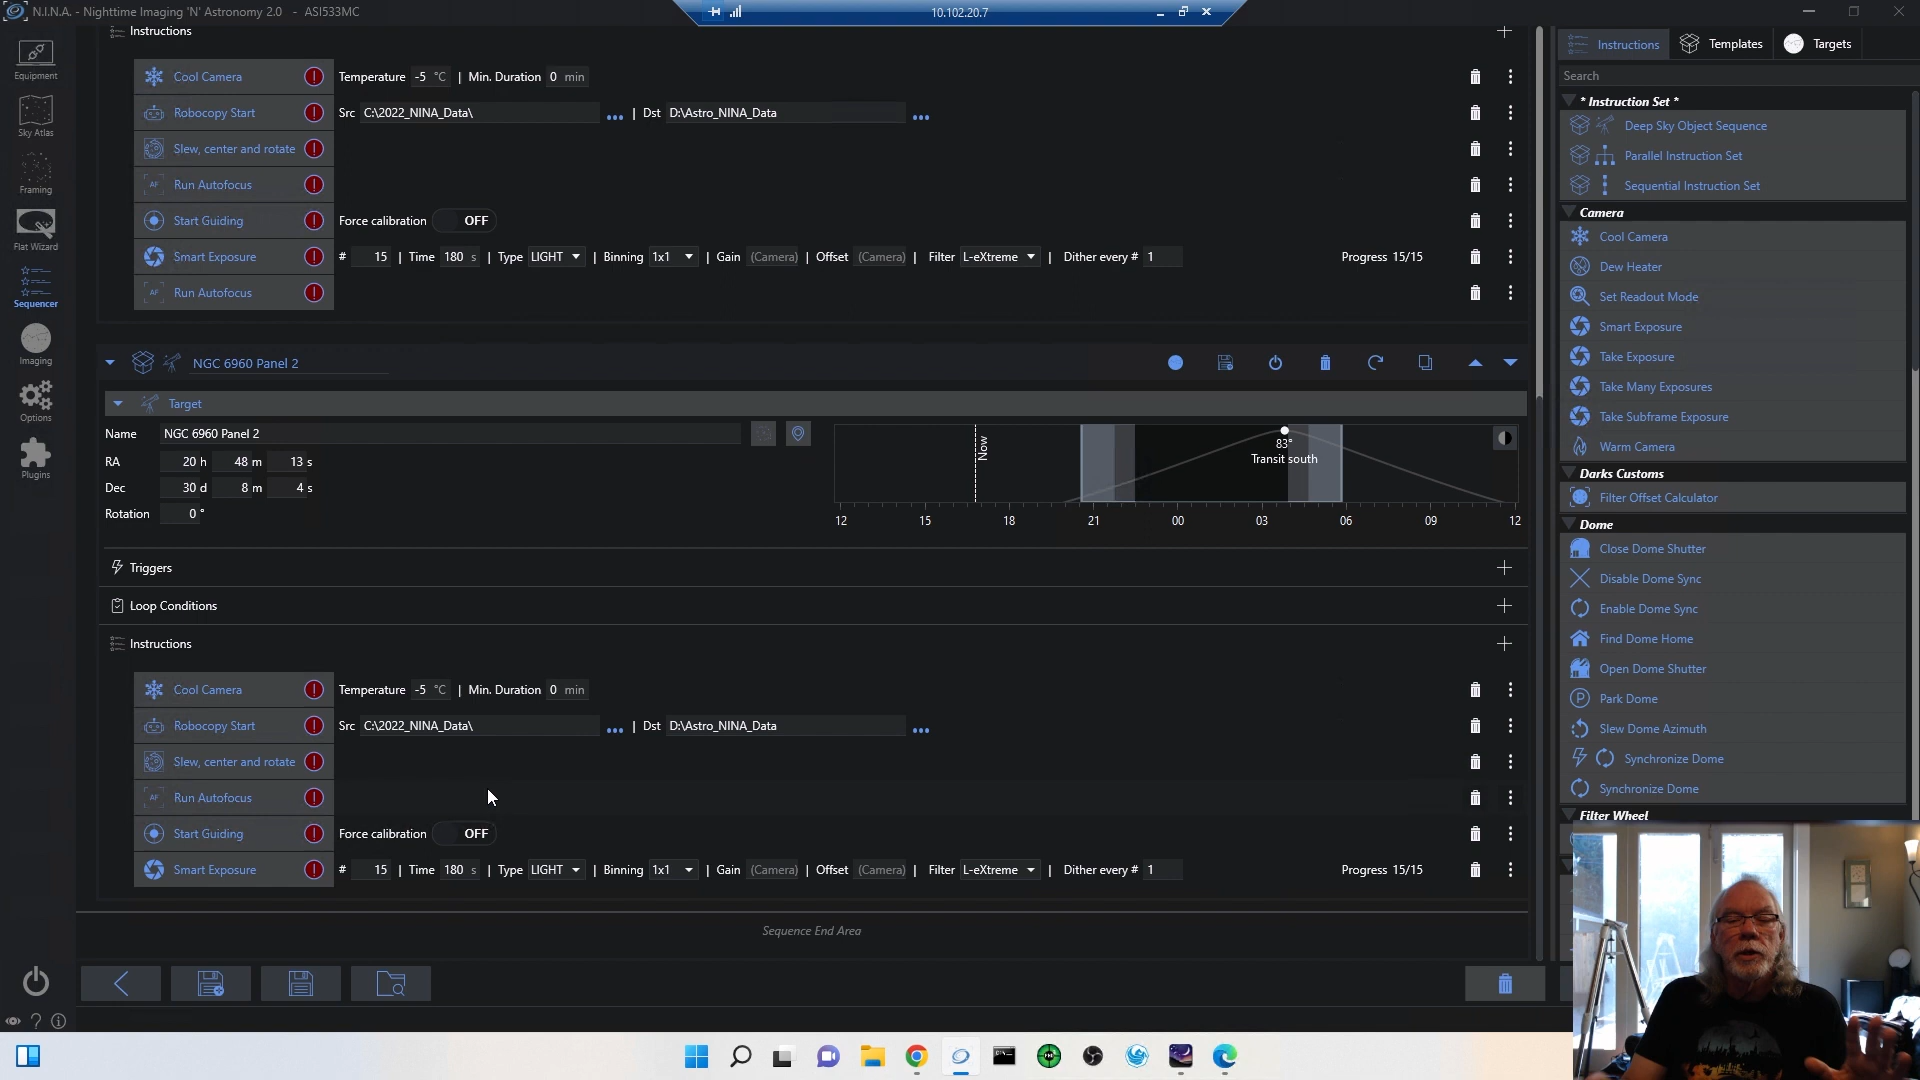 N.I.N.A. - Nighttime Imaging 'N' Astronomy 2.0 - ASI533MC
10.102.20.7
Equipment
Sky Atlas
Framing
Flat Wizard
Sequencer
Imaging
Options
Plugins
Instructions
Cool Camera Temperature -5 °C | Min. Duration 0 min
Robocopy Start Src C:\2022_NINA_Data\ ... | Dst D:\Astro_NINA_Data ...
Slew, center and rotate
AF Run Autofocus
Start Guiding Force calibration OFF
Smart Exposure # 15 | Time 180 s | Type LIGHT | Binning 1x1 | Gain (Camera) | Offset (Camera) | Filter L-eXtreme | Dither every # 1 Progress 15/15
AF Run Autofocus
NGC 6960 Panel 2
Target
Name NGC 6960 Panel 2
RA 20 h 48 m 13 s
Dec 30 d 8 m 4 s
Rotation 0 °
Now
83°
Transit south
12 15 18 21 00 03 06 09 12
Triggers
Loop Conditions
Instructions
Cool Camera Temperature -5 °C | Min. Duration 0 min
Robocopy Start Src C:\2022_NINA_Data\ ... | Dst D:\Astro_NINA_Data ...
Slew, center and rotate
AF Run Autofocus
Start Guiding Force calibration OFF
Smart Exposure # 15 | Time 180 s | Type LIGHT | Binning 1x1 | Gain (Camera) | Offset (Camera) | Filter L-eXtreme | Dither every # 1 Progress 15/15
Sequence End Area
Instructions Templates Targets
Search
* Instruction Set *
Deep Sky Object Sequence
Parallel Instruction Set
Sequential Instruction Set
Camera
Cool Camera
Dew Heater
Set Readout Mode
Smart Exposure
Take Exposure
Take Many Exposures
Take Subframe Exposure
Warm Camera
Darks Customs
Filter Offset Calculator
Dome
Close Dome Shutter
Disable Dome Sync
Enable Dome Sync
Find Dome Home
Open Dome Shutter
Park Dome
Slew Dome Azimuth
Synchronize Dome
Synchronize Dome
Filter Wheel